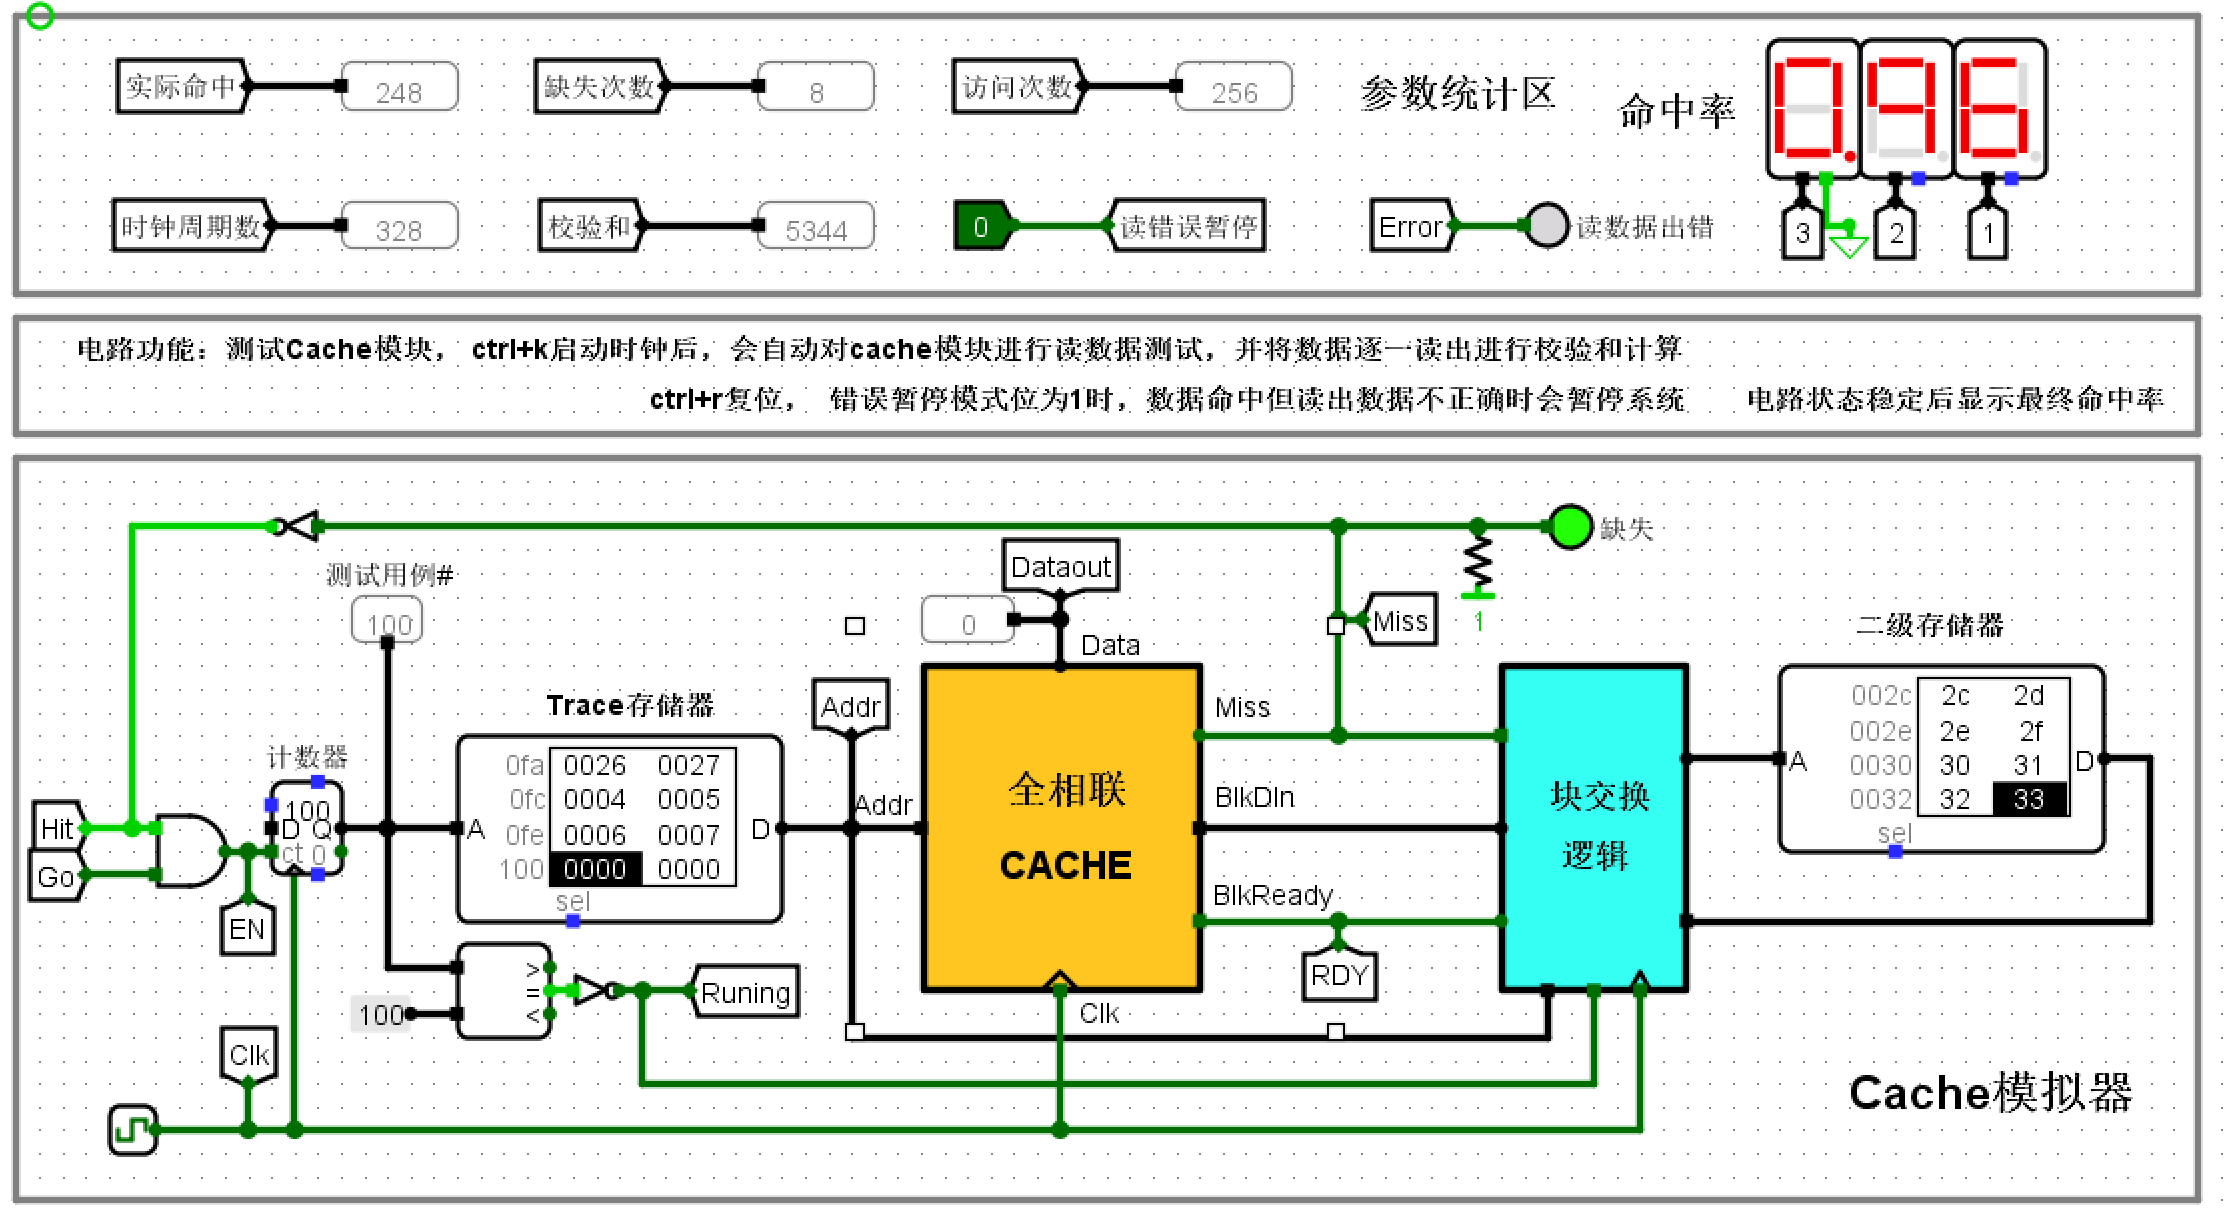 实际命中 248 缺失次数 8 访问次数 256 参数统计区 命中率 0.96
时钟周期数 328 校验和 5344 0 读错误暂停 Error 读数据出错 3 2 1
电路功能：测试Cache模块， ctrl+k启动时钟后，会自动对cache模块进行读数据测试，并将数据逐一读出进行校验和计算
ctrl+r复位， 错误暂停模式位为1时，数据命中但读出数据不正确时会暂停系统 电路状态稳定后显示最终命中率
缺失
测试用例#
100
Dataout
0
Data
Miss
1
二级存储器
002c 2c 2d
002e 2e 2f
0030 30 31
0032 32 33
A
D
sel
Trace存储器
0fa 0026 0027
0fc 0004 0005
0fe 0006 0007
100 0000 0000
A
D
sel
Addr
Addr
Miss
BlkDIn
BlkReady
全相联
CACHE
块交换
逻辑
计数器
100
D Q
ct 0
Hit
Go
EN
RDY
>
=
<
100
Runing
Clk
Clk
Cache模拟器